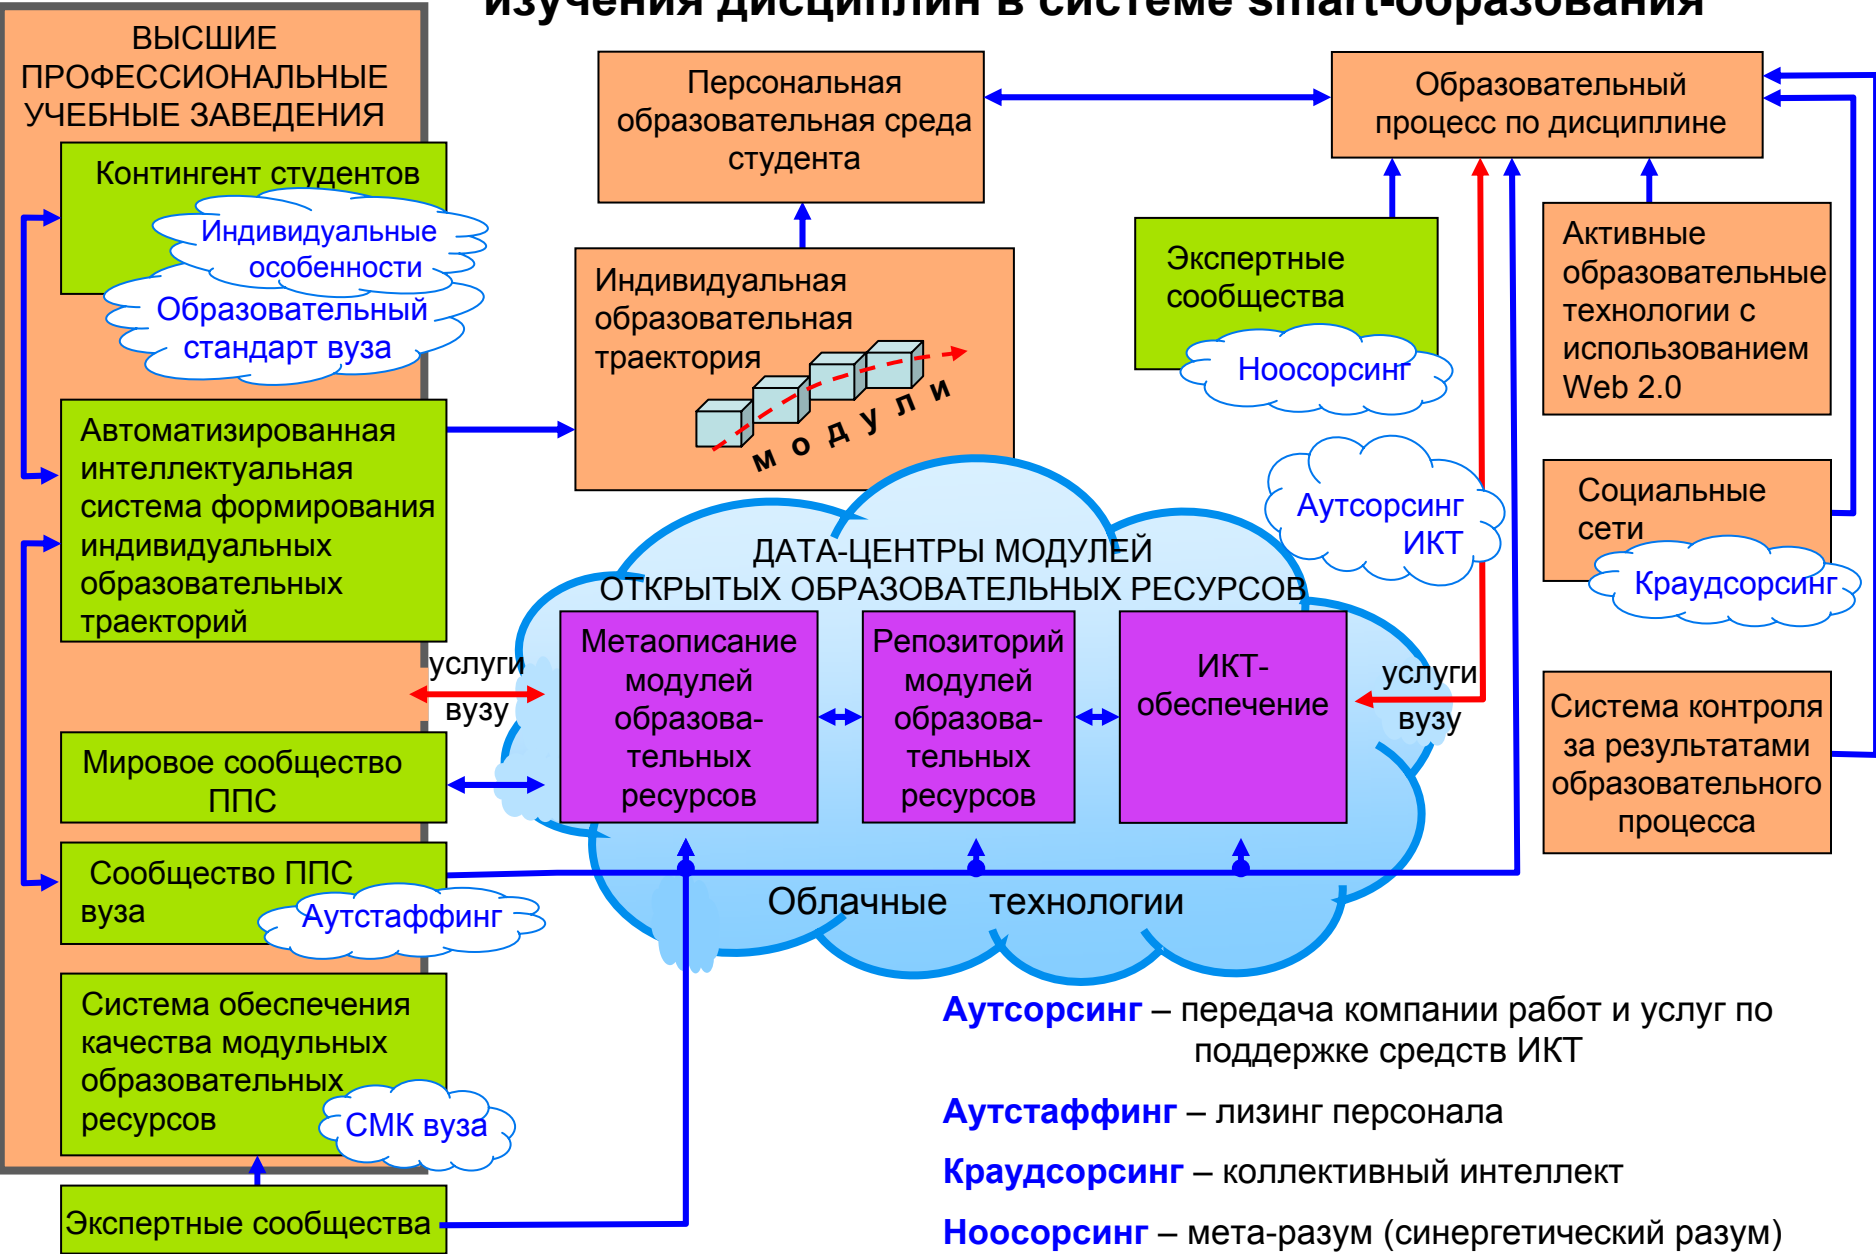 изучения дисциплин в системе smart-образования
ВЫСШИЕ
ПРОФЕССИОНАЛЬНЫЕ
УЧЕБНЫЕ ЗАВЕДЕНИЯ
Контингент студентов
Индивидуальные
особенности
Образовательный
стандарт вуза
Автоматизированная
интеллектуальная
система формирования
индивидуальных
образовательных
траекторий
услуги
вузу
Мировое сообщество
ППС
Сообщество ППС
вуза
Аутстаффинг
Система обеспечения
качества модульных
образовательных
ресурсов
СМК вуза
Экспертные сообщества
Персональная
образовательная среда
студента
Индивидуальная
образовательная
траектория
модули
Образовательный
процесс по дисциплине
Экспертные
сообщества
Ноосорсинг
Активные
образовательные
технологии с
использованием
Web 2.0
Аутсорсинг
ИКТ
Социальные
сети
Краудсорсинг
Система контроля
за результатами
образовательного
процесса
ДАТА-ЦЕНТРЫ МОДУЛЕЙ
ОТКРЫТЫХ ОБРАЗОВАТЕЛЬНЫХ РЕСУРСОВ
Метаописание
модулей
образова-
тельных
ресурсов
Репозиторий
модулей
образова-
тельных
ресурсов
ИКТ-
обеспечение
услуги
вузу
Облачные технологии
Аутсорсинг – передача компании работ и услуг по
поддержке средств ИКТ
Аутстаффинг – лизинг персонала
Краудсорсинг – коллективный интеллект
Ноосорсинг – мета-разум (синергетический разум)